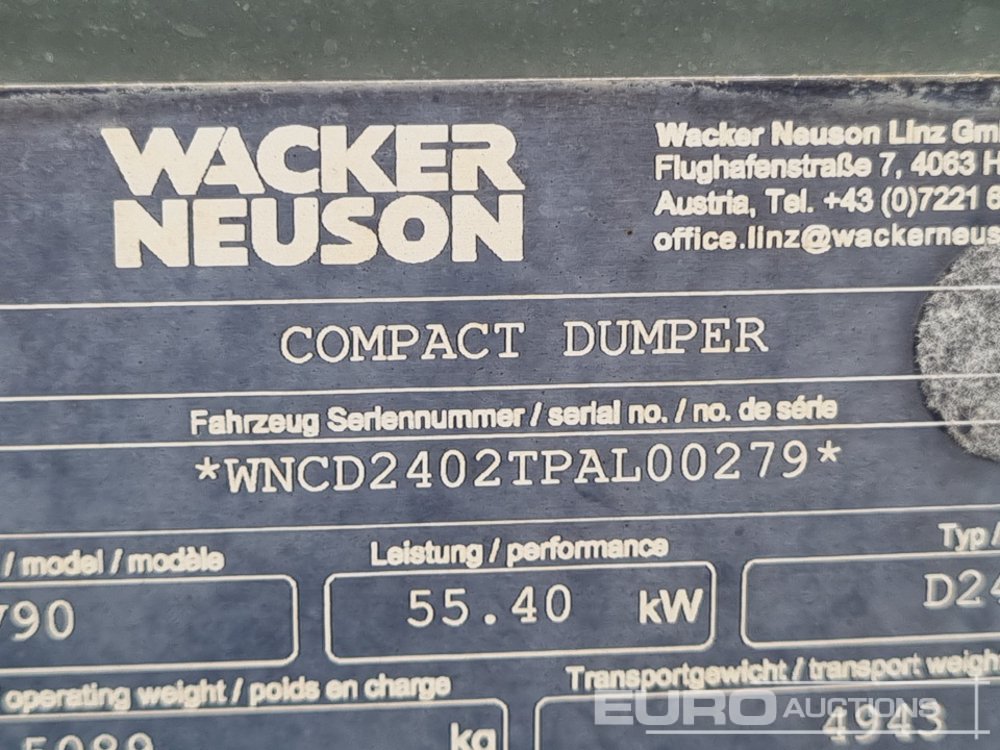 WACKER
NEUSON
Wacker Neuson Linz Gm
Flughafenstraße 7, 4063 H
Austria, Tel. +43 (0)7221 6
office.linz@wackerneus
COMPACT DUMPER
Fahrzeug Seriennummer / serial no. / no. de série
*WNCD2402TPAL00279*
/ model / modèle
Leistung / performance
Typ /
90
55.40 kW
D24
operating weight / poids en charge
Transportgewicht / transport weigh
5089 kg
4943
EURO AUCTIONS